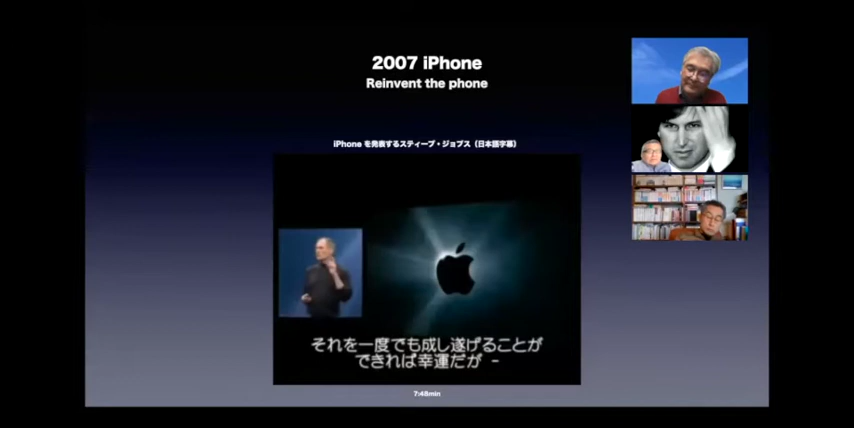 2007 iPhone
Reinvent the phone
iPhone を発表するスティーブ・ジョブス（日本語字幕）
それを一度でも成し遂げることが
できれば幸運だが −
7:48min